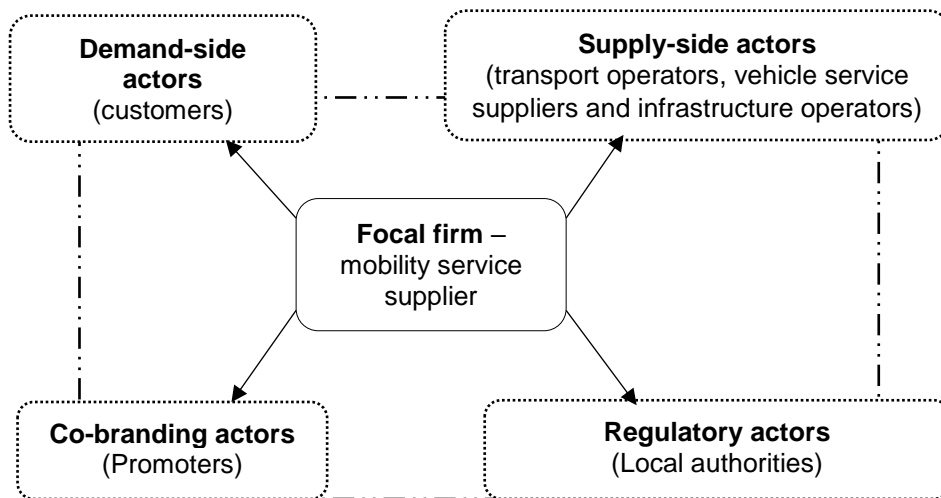 Demand-side
actors
(customers)
Supply-side actors
(transport operators, vehicle service
suppliers and infrastructure operators)
Focal firm –
mobility service
supplier
Co-branding actors
(Promoters)
Regulatory actors
(Local authorities)